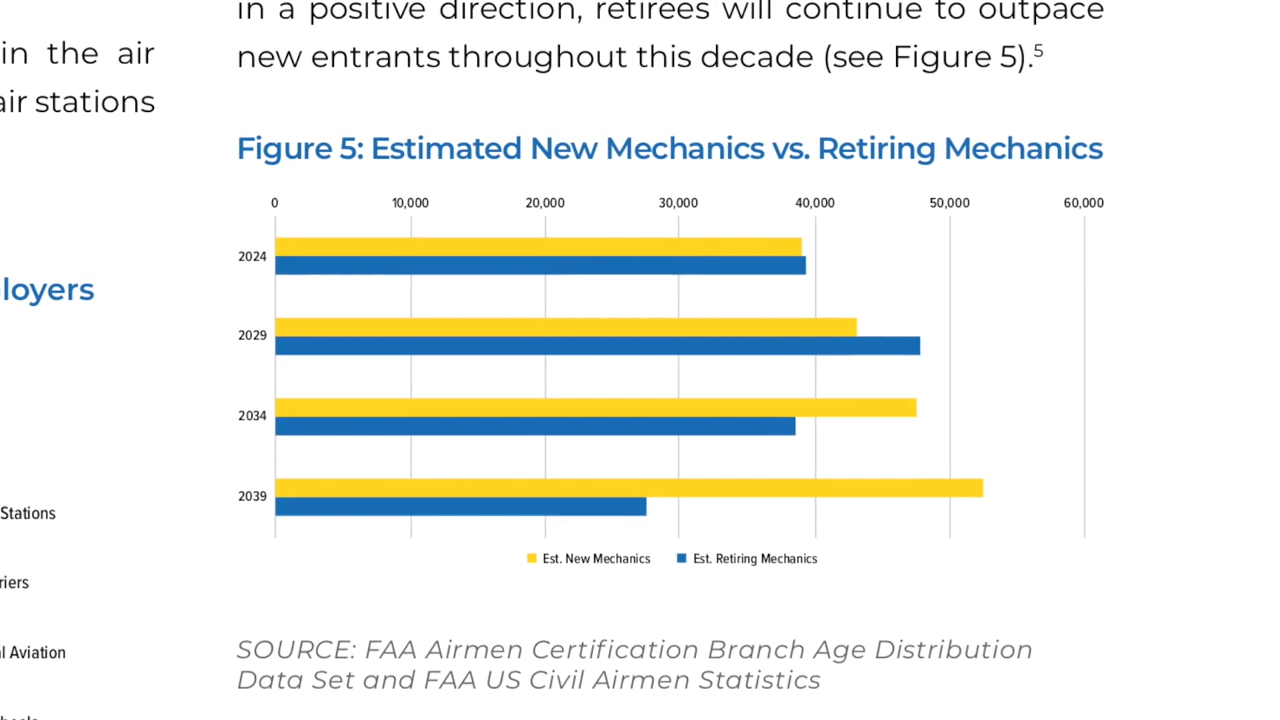 in a positive direction, retirees will continue to outpace
new entrants throughout this decade (see Figure 5).⁵
in the air
air stations
Figure 5: Estimated New Mechanics vs. Retiring Mechanics
0 10,000 20,000 30,000 40,000 50,000 60,000
2024
2029
2034
2039
Est. New Mechanics Est. Retiring Mechanics
SOURCE: FAA Airmen Certification Branch Age Distribution
Data Set and FAA US Civil Airmen Statistics
loyers
Stations
riers
l Aviation